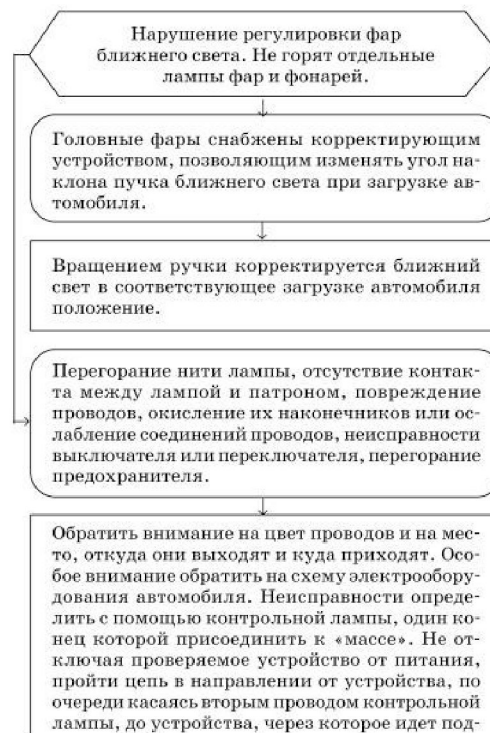 Нарушение регулировки фар
ближнего света. Не горят отдельные
лампы фар и фонарей.
Головные фары снабжены корректирующим
устройством, позволяющим изменять угол на-
клона пучка ближнего света при загрузке ав-
томобиля.
Вращением ручки корректируется ближний
свет в соответствующее загрузке автомобиля
положение.
Перегорание нити лампы, отсутствие контак-
та между лампой и патроном, повреждение
проводов, окисление их наконечников или ос-
лабление соединений проводов, неисправности
выключателя или переключателя, перегорание
предохранителя.
Обратить внимание на цвет проводов и на мес-
то, откуда они выходят и куда приходят. Осо-
бое внимание обратить на схему электрообору-
дования автомобиля. Неисправности опреде-
лить с помощью контрольной лампы, один ко-
нец которой присоединить к «массе». Не от-
ключая проверяемое устройство от питания,
пройти цепь в направлении от устройства, по
очереди касаясь вторым проводом контрольной
лампы, до устройства, через которое идет под-